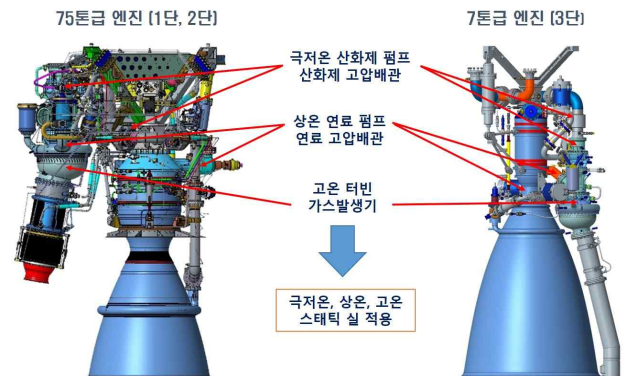 75톤급 엔진 (1단, 2단)
7톤급 엔진 (3단)
극저온 산화제 펌프
산화제 고압배관
상온 연료 펌프
연료 고압배관
고온 터빈
가스발생기
극저온, 상온, 고온
스태틱 실 적용